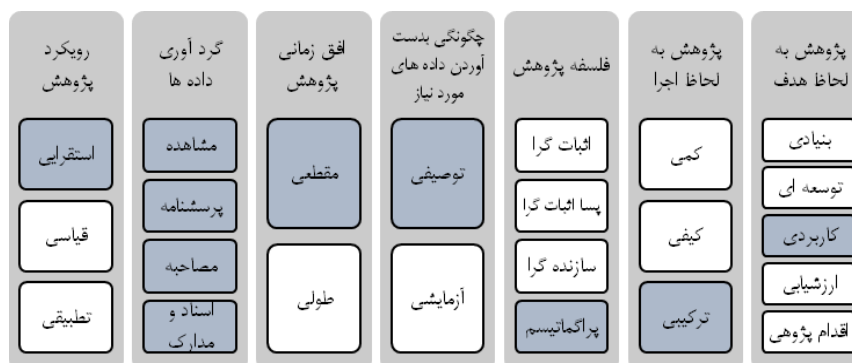 پژوهش به
لحاظ هدف
بنیادی
توسعه ای
کاربردی
ارزشیابی
اقدام پژوهی
پژوهش به
لحاظ اجرا
کمی
کیفی
ترکیبی
فلسفه پژوهش
اثبات گرا
پسا اثبات گرا
سازنده گرا
پراگماتیسم
چگونگی بدست
آوردن داده های
مورد نیاز
توصیفی
آزمایشی
افق زمانی
پژوهش
مقطعی
طولی
گرد آوری
داده ها
مشاهده
پرسشنامه
مصاحبه
اسناد و
مدارک
رویکرد
پژوهش
استقرایی
قیاسی
تطبیقی